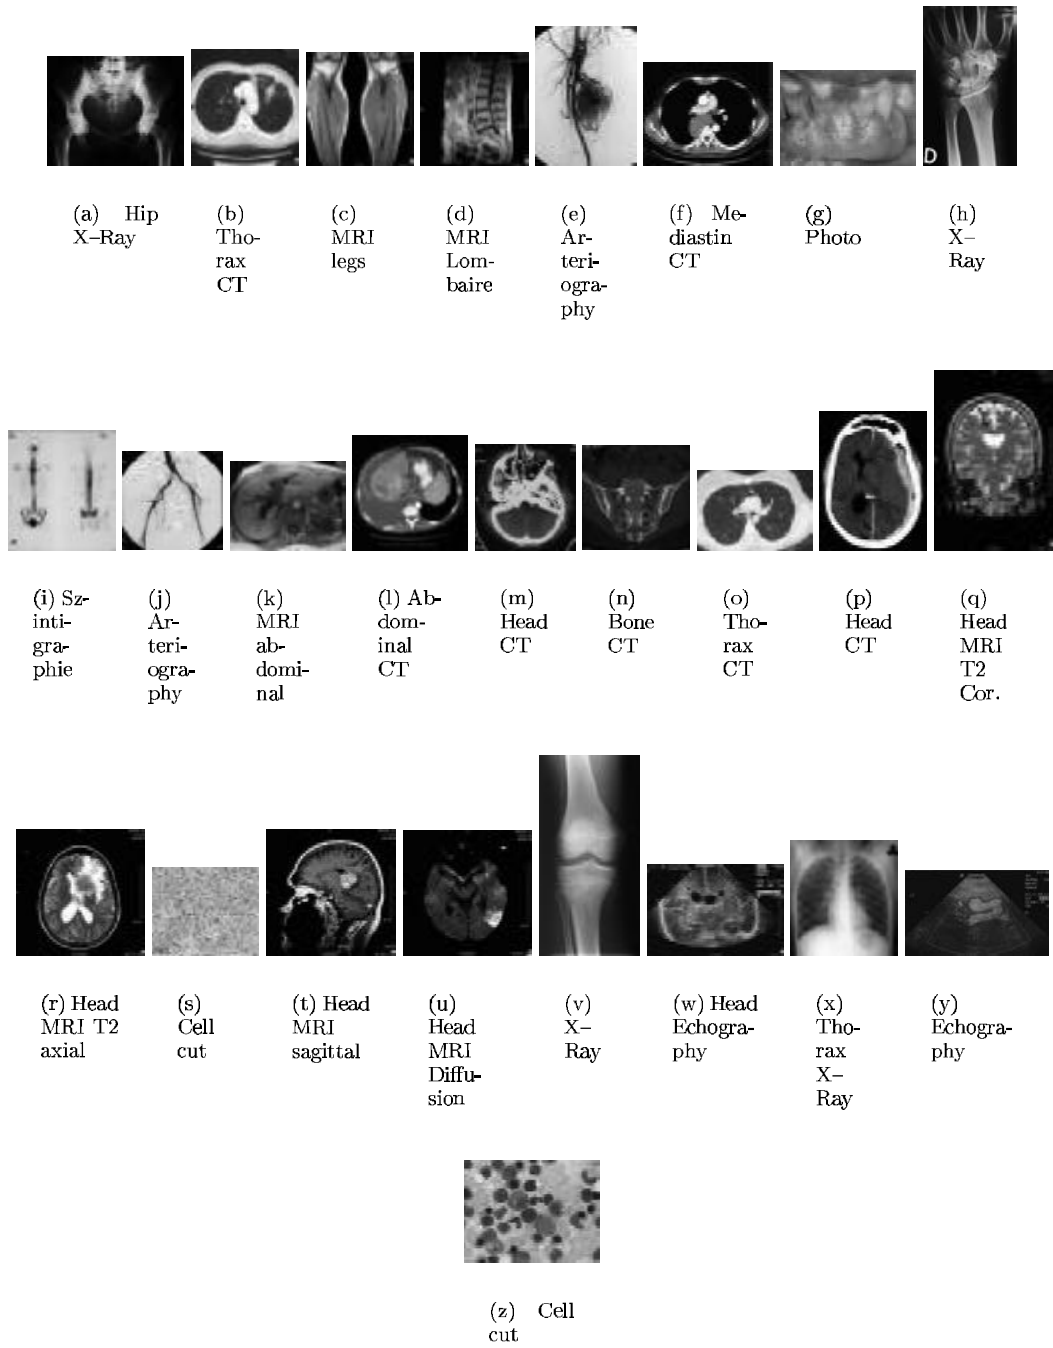 D
(a) Hip
X–Ray
(b)
Tho-
rax
CT
(c)
MRI
legs
(d)
MRI
Lom-
baire
(e)
Ar-
teri-
ogra-
phy
(f) Me-
diastin
CT
(g)
Photo
(h)
X–
Ray
(i) Sz-
inti-
gra-
phie
(j)
Ar-
teri-
ogra-
phy
(k)
MRI
ab-
domi-
nal
(l) Ab-
dom-
inal
CT
(m)
Head
CT
(n)
Bone
CT
(o)
Tho-
rax
CT
(p)
Head
CT
(q)
Head
MRI
T2
Cor.
(r) Head
MRI T2
axial
(s)
Cell
cut
(t) Head
MRI
sagittal
(u)
Head
MRI
Diffu-
sion
(v)
X–
Ray
(w) Head
Echogra-
phy
(x)
Tho-
rax
X–
Ray
(y)
Echogra-
phy
(z) Cell
cut